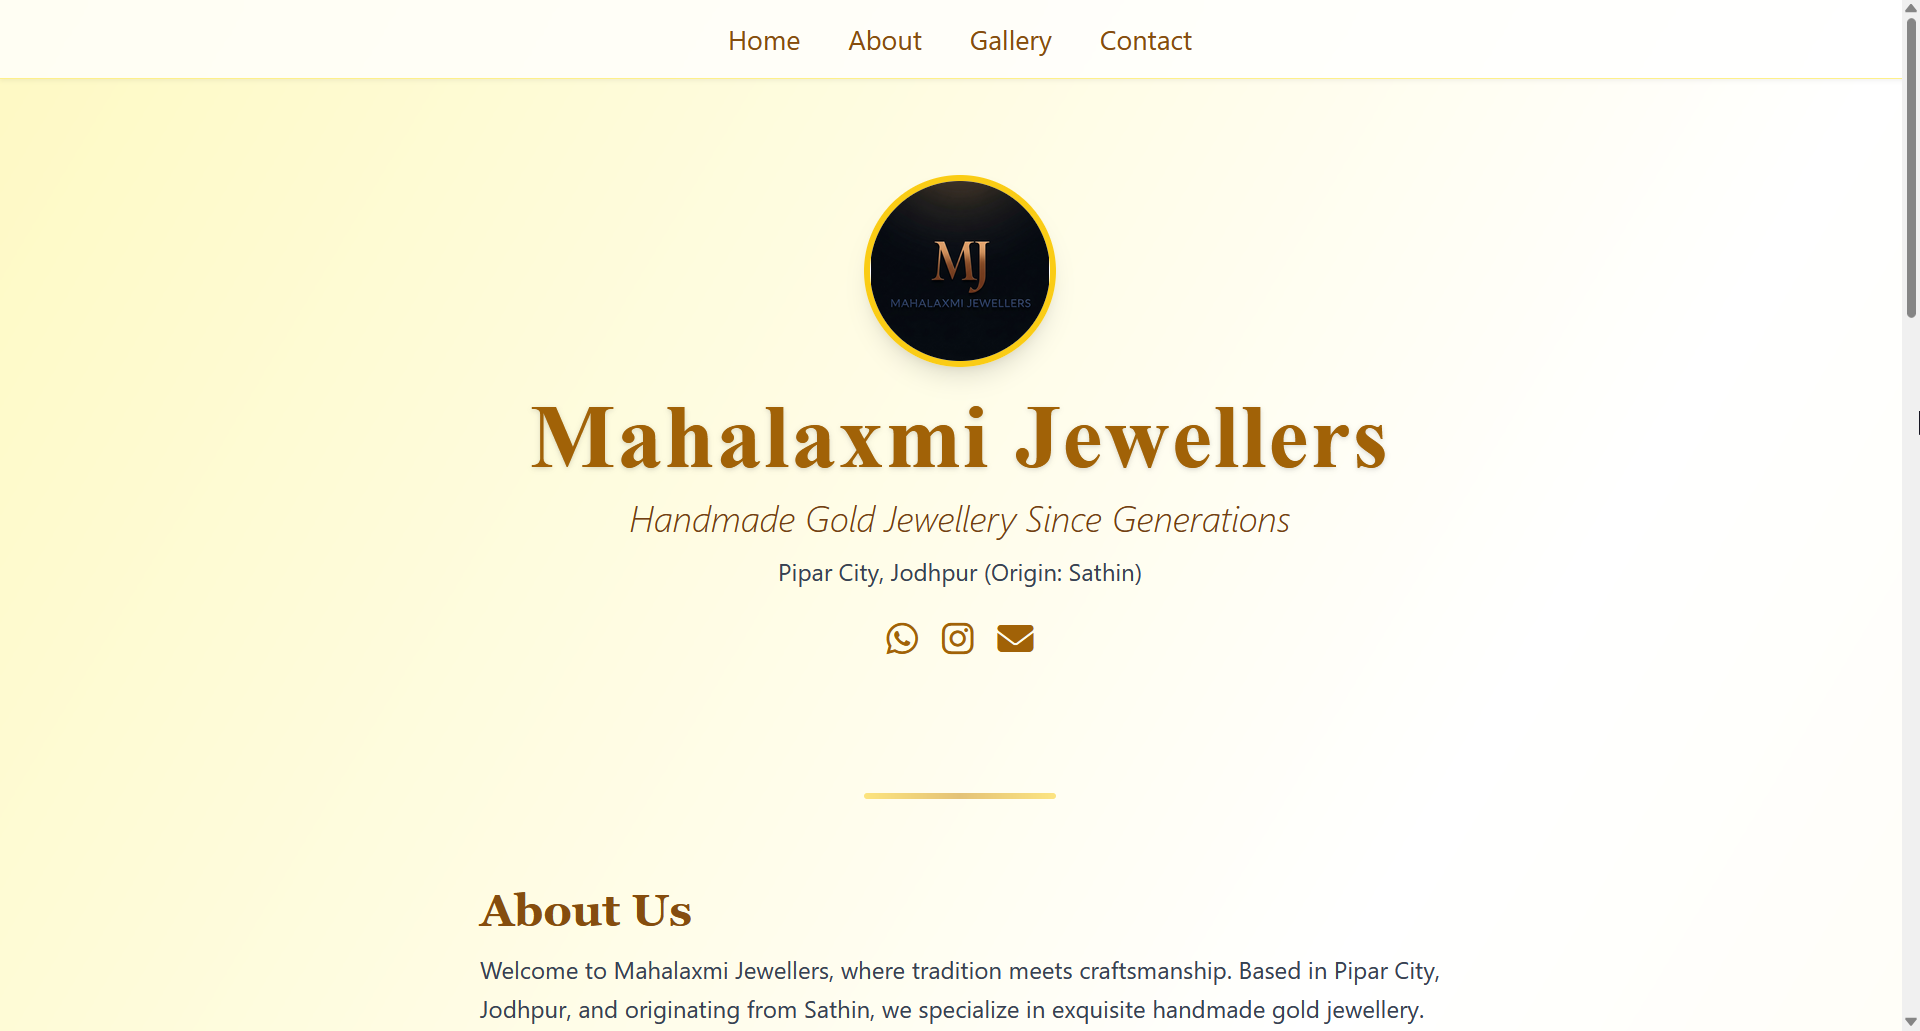 Home About Gallery Contact
MJ
MAHALAXMI JEWELLERS
Mahalaxmi Jewellers
Handmade Gold Jewellery Since Generations
Pipar City, Jodhpur (Origin: Sathin)
About Us
Welcome to Mahalaxmi Jewellers, where tradition meets craftsmanship. Based in Pipar City,
Jodhpur, and originating from Sathin, we specialize in exquisite handmade gold jewellery.